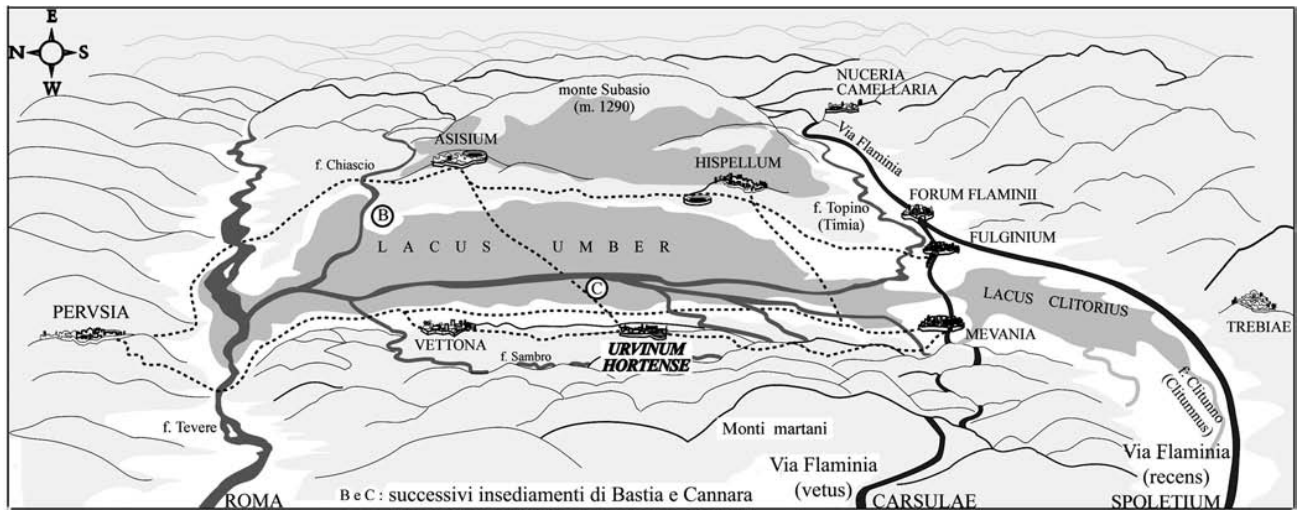 E
N
S
W
NUCERIA
CAMELLARIA
monte Subasio
(m. 1290)
Via Flaminia
ASISIUM
HISPELLUM
f. Chiascio
FORUM FLAMINII
B
f. Topino
(Timia)
FULGINIUM
LACUS UMBER
C
LACUS CLITORIUS
PERVSIA
TREBIAE
VETTONA
URVINUM
HORTENSE
MEVANIA
f. Sambro
f. Clitunno
(Clitumnus)
f. Tevere
Monti martani
Via Flaminia
(vetus)
Via Flaminia
(recens)
ROMA
B e C : successivi insediamenti di Bastia e Cannara
CARSULAE
SPOLETIUM